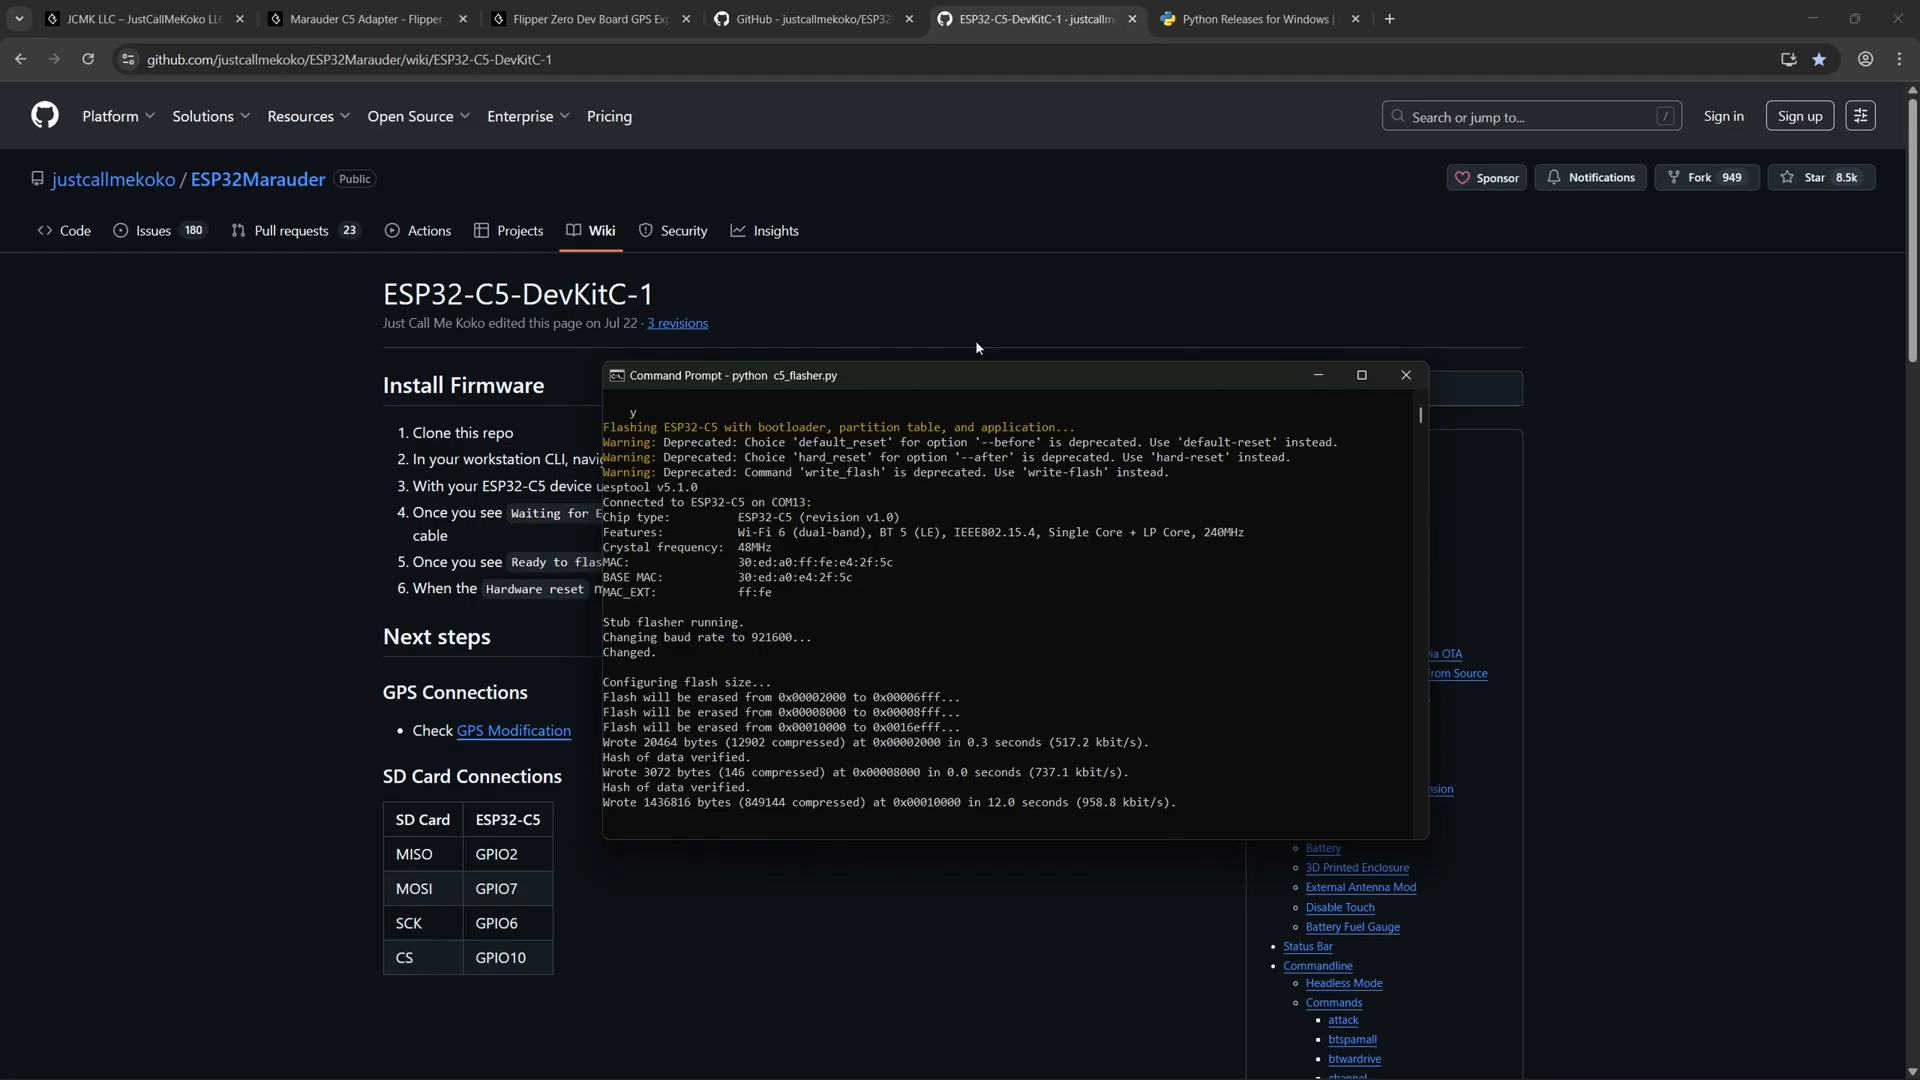 JCMK LLC – JustCallMeKoko LL
Marauder C5 Adapter - Flipper
Flipper Zero Dev Board GPS Ex
GitHub - justcallmekoko/ESP32
ESP32-C5-DevKitC-1 · justcallm
Python Releases for Windows |
github.com/justcallmekoko/ESP32Marauder/wiki/ESP32-C5-DevKitC-1
Platform
Solutions
Resources
Open Source
Enterprise
Pricing
Search or jump to...
/
Sign in
Sign up
justcallmekoko / ESP32Marauder
Public
Sponsor
Notifications
Fork 949
Star 8.5k
Code
Issues 180
Pull requests 23
Actions
Projects
Wiki
Security
Insights
ESP32-C5-DevKitC-1
Just Call Me Koko edited this page on Jul 22 · 3 revisions
Install Firmware
1. Clone this repo
2. In your workstation CLI, navig
3. With your ESP32-C5 device u
4. Once you see Waiting for E
cable
5. Once you see Ready to flas
6. When the Hardware reset m
Next steps
GPS Connections
• Check GPS Modification
SD Card Connections
SD Card ESP32-C5
MISO GPIO2
MOSI GPIO7
SCK GPIO6
CS GPIO10
Command Prompt - python c5_flasher.py
y
Flashing ESP32-C5 with bootloader, partition table, and application...
Warning: Deprecated: Choice 'default_reset' for option '--before' is deprecated. Use 'default-reset' instead.
Warning: Deprecated: Choice 'hard_reset' for option '--after' is deprecated. Use 'hard-reset' instead.
Warning: Deprecated: Command 'write_flash' is deprecated. Use 'write-flash' instead.
esptool v5.1.0
Connected to ESP32-C5 on COM13:
Chip type: ESP32-C5 (revision v1.0)
Features: Wi-Fi 6 (dual-band), BT 5 (LE), IEEE802.15.4, Single Core + LP Core, 240MHz
Crystal frequency: 48MHz
MAC: 30:ed:a0:ff:fe:e4:2f:5c
BASE MAC: 30:ed:a0:e4:2f:5c
MAC_EXT: ff:fe
Stub flasher running.
Changing baud rate to 921600...
Changed.
Configuring flash size...
Flash will be erased from 0x00002000 to 0x00006fff...
Flash will be erased from 0x00008000 to 0x00008fff...
Flash will be erased from 0x00010000 to 0x0016efff...
Wrote 20464 bytes (12902 compressed) at 0x00002000 in 0.3 seconds (517.2 kbit/s).
Hash of data verified.
Wrote 3072 bytes (146 compressed) at 0x00008000 in 0.0 seconds (737.1 kbit/s).
Hash of data verified.
Wrote 1436816 bytes (849144 compressed) at 0x00010000 in 12.0 seconds (958.8 kbit/s).
via OTA
from Source
nsion
Battery
3D Printed Enclosure
External Antenna Mod
Disable Touch
Battery Fuel Gauge
Status Bar
Commandline
Headless Mode
Commands
attack
btspamall
btwardrive
channel